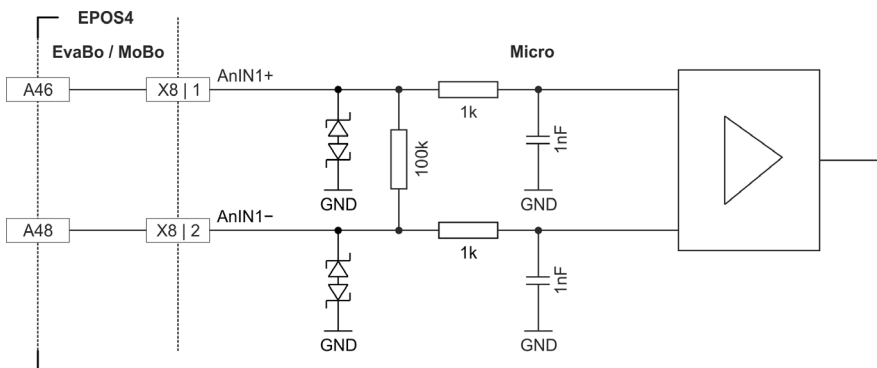 EPOS4
EvaBo / MoBo
Micro
A46
X8 | 1
AnIN1+
1k
100k
1nF
GND
GND
A48
X8 | 2
AnIN1−
1k
1nF
GND
GND